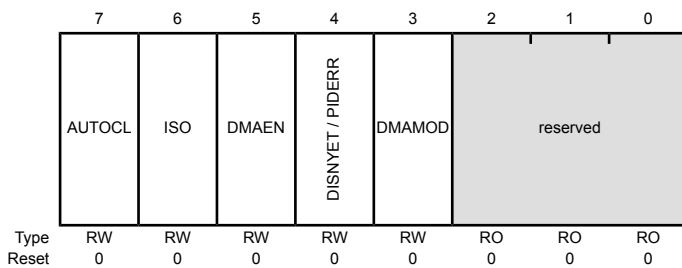 7 6 5 4 3 2 1 0
AUTOCL ISO DMAEN DISNYET / PIDERR DMAMOD reserved
Type RW RW RW RW RW RO RO RO
Reset 0 0 0 0 0 0 0 0